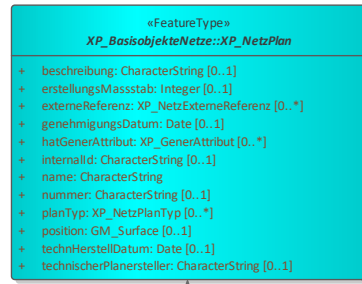 «FeatureType»
XP_BasisobjekteNetze::XP_NetzPlan
+ beschreibung: CharacterString [0..1]
+ erstellungsMassstab: Integer [0..1]
+ externeReferenz: XP_NetzExterneReferenz [0..*]
+ genehmigungsDatum: Date [0..1]
+ hatGenerAttribut: XP_GenerAttribut [0..*]
+ internalId: CharacterString [0..1]
+ name: CharacterString
+ nummer: CharacterString [0..1]
+ planTyp: XP_NetzPlanTyp [0..*]
+ position: GM_Surface [0..1]
+ technHerstellDatum: Date [0..1]
+ technischerPlanersteller: CharacterString [0..1]